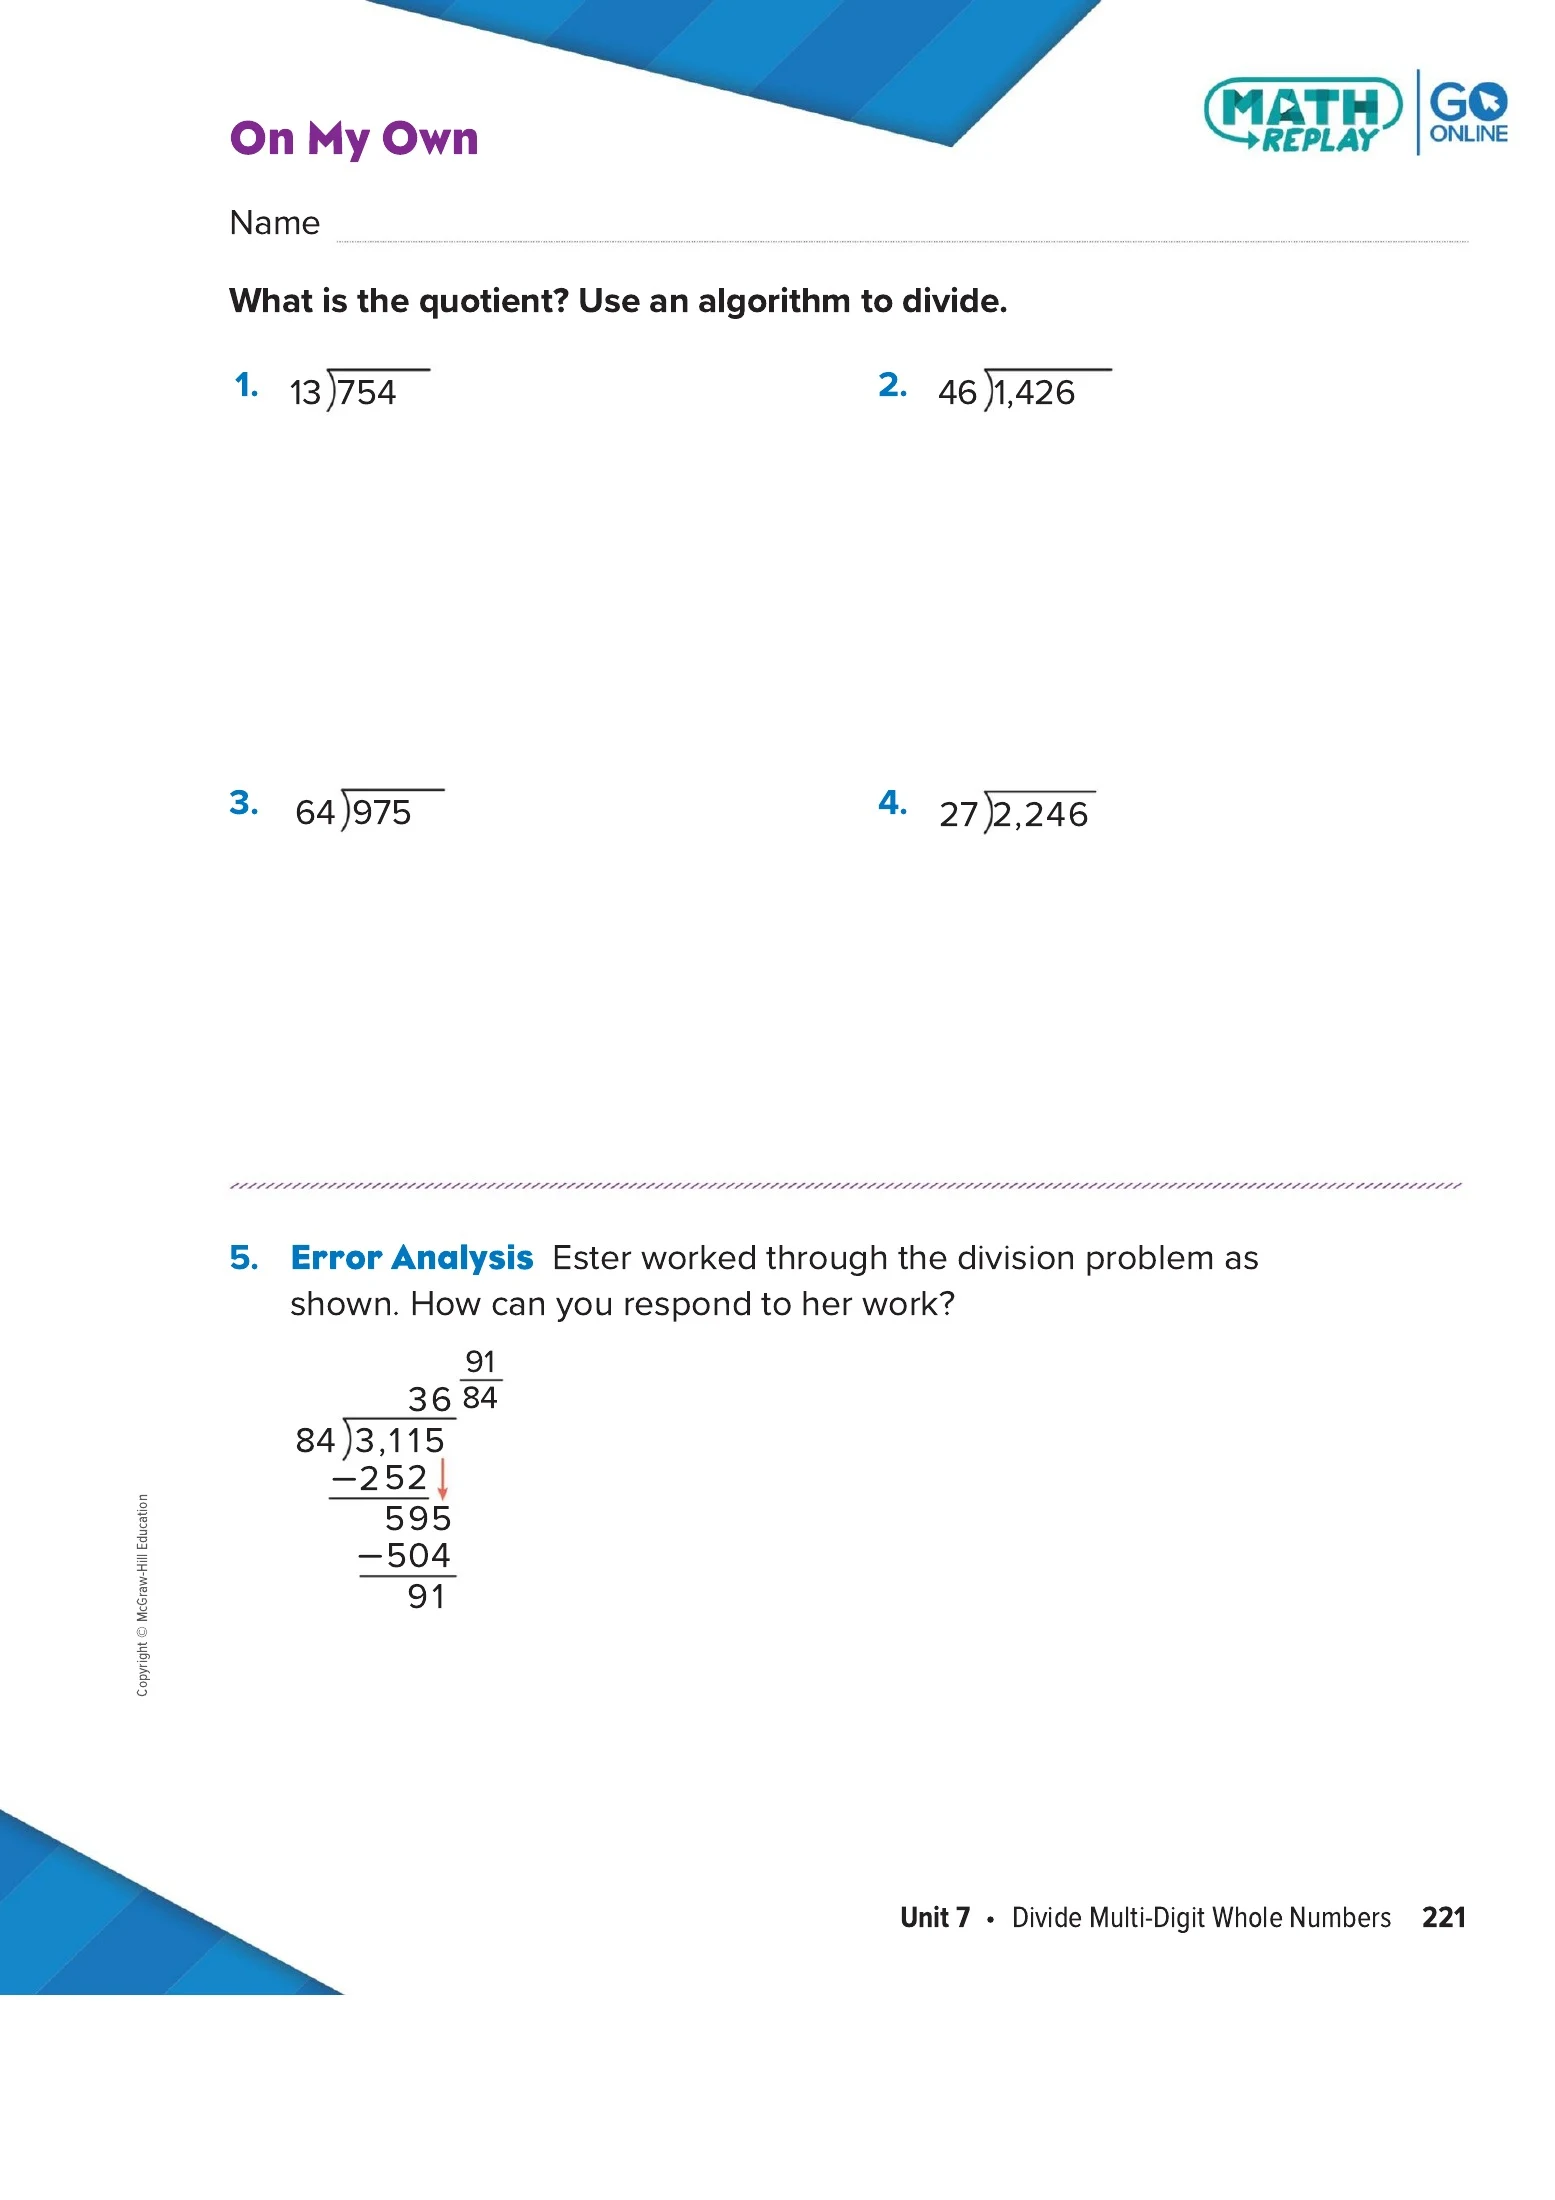 MATH REPLAY
GO ONLINE
On My Own
Name
What is the quotient? Use an algorithm to divide.
1. 13)754
2. 46)1,426
3. 64)975
4. 27)2,246
5. Error Analysis Ester worked through the division problem as
shown. How can you respond to her work?
91
36 84
84)3,115
−252
595
−504
91
Copyright © McGraw-Hill Education
Unit 7 • Divide Multi-Digit Whole Numbers 221